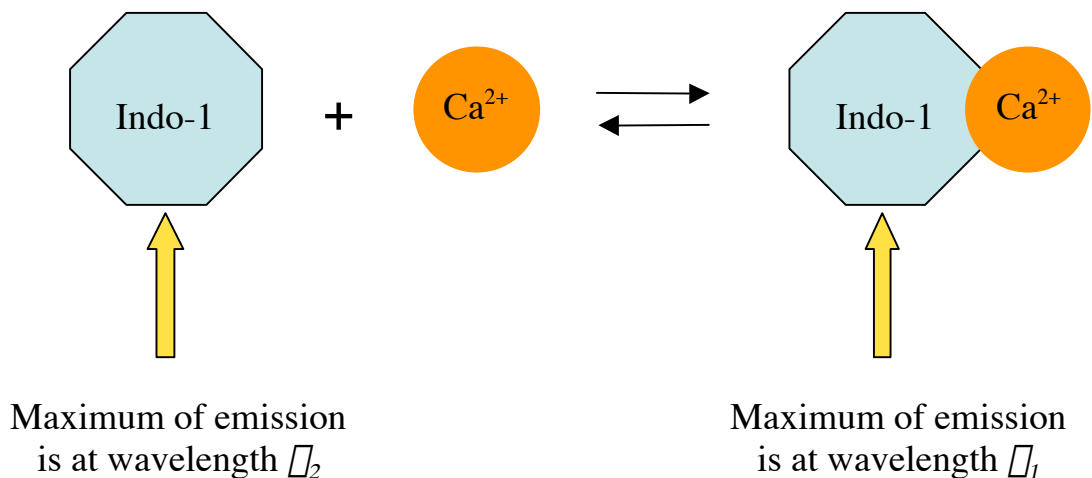 Indo-1 + Ca²⁺ Indo-1 Ca²⁺
Maximum of emission
is at wavelength 2
Maximum of emission
is at wavelength 1